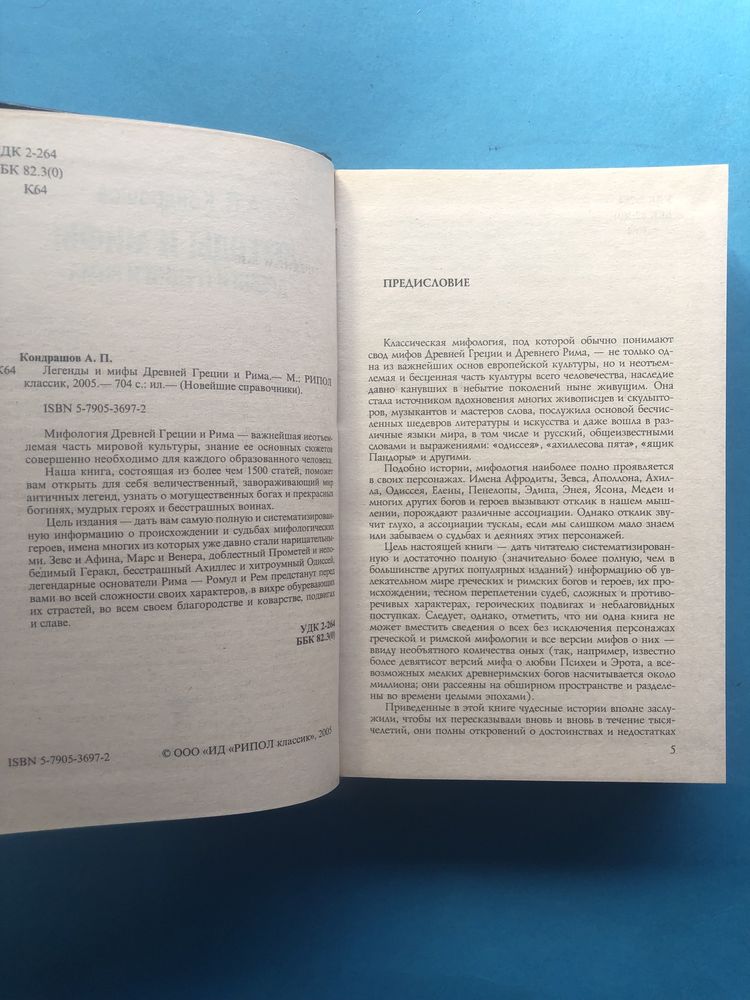 ДК 2-264
БК 82.3(0)
К64
Кондрашов А. П.
К64 Легенды и мифы Древней Греции и Рима.— М.: РИПОЛ
классик, 2005.— 704 с.: ил.— (Новейшие справочники).
ISBN 5-7905-3697-2
Мифология Древней Греции и Рима — важнейшая неотъем-
лемая часть мировой культуры, знание ее основных сюжетов
совершенно необходимо для каждого образованного человека.
Наша книга, состоящая из более чем 1500 статей, поможет
вам открыть для себя величественный, завораживающий мир
античных легенд, узнать о могущественных богах и прекрасных
богинях, мудрых героях и бесстрашных воинах.
Цель издания — дать вам самую полную и систематизирован-
ную информацию о происхождении и судьбах мифологических
героев, имена многих из которых уже давно стали нарицательны-
ми. Зевс и Афина, Марс и Венера, доблестный Прометей и непо-
бедимый Геракл, бесстрашный Ахиллес и хитроумный Одиссей,
легендарные основатели Рима — Ромул и Рем предстанут перед
вами во всей сложности своих характеров, в вихре обуревающих
их страстей, во всем своем благородстве и коварстве, подвигах
и славе.
УДК 2-264
ББК 82.3(0)
ISBN 5-7905-3697-2
© ООО «ИД «РИПОЛ классик», 2005
ПРЕДИСЛОВИЕ
Классическая мифология, под которой обычно понимают
свод мифов Древней Греции и Древнего Рима, — не только од-
на из важнейших основ европейской культуры, но и неотъем-
лемая и бесценная часть культуры всего человечества, наследие
давно канувших в небытие поколений ныне живущим. Она
стала источником вдохновения многих живописцев и скульпто-
ров, музыкантов и мастеров слова, послужила основой бесчис-
ленных шедевров литературы и искусства и даже вошла в раз-
личные языки мира, в том числе и русский, общеизвестными
словами и выражениями: «одиссея», «ахиллесова пята», «ящик
Пандоры» и другими.
Подобно истории, мифология наиболее полно проявляется
в своих персонажах. Имена Афродиты, Зевса, Аполлона, Ахил-
ла, Одиссея, Елены, Пенелопы, Эдипа, Энея, Ясона, Медеи и
многих других богов и героев вызывают отклик в нашем мыш-
лении, порождают различные ассоциации. Однако отклик зву-
чит глухо, а ассоциации тусклы, если мы слишком мало знаем
или забываем о судьбах и деяниях этих персонажей.
Цель настоящей книги — дать читателю систематизирован-
ную и достаточно полную (значительно более полную, чем в
большинстве других популярных изданий) информацию об ув-
лекательном мире греческих и римских богов и героев, их про-
исхождении, тесном переплетении судеб, сложных и противо-
речивых характерах, героических подвигах и неблаговидных
поступках. Следует, однако, отметить, что ни одна книга не
может вместить сведения о всех без исключения персонажах
греческой и римской мифологии и все версии мифов о них —
ввиду необъятного количества оных (так, например, известно
более девятисот версий мифа о любви Психеи и Эрота, а все-
возможных мелких древнеримских богов насчитывается около
миллиона; они рассеяны на обширном пространстве и разделе-
ны во времени целыми эпохами).
Приведенные в этой книге чудесные истории вполне заслу-
жили, чтобы их пересказывали вновь и вновь в течение тыся-
челетий, они полны откровений о достоинствах и недостатках
5